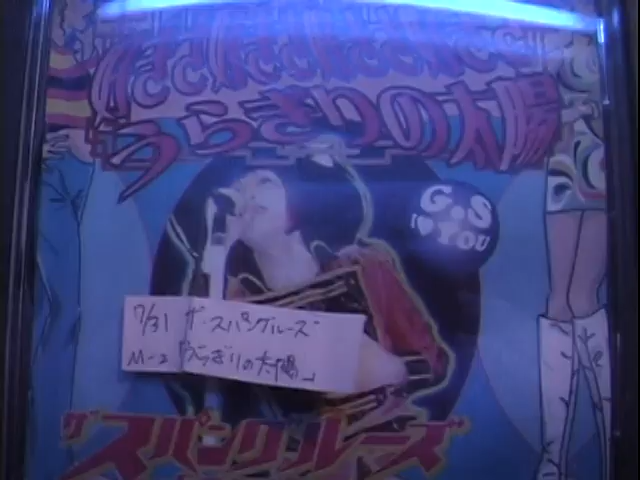 うらぎりの太陽
G.S
I ♥ YOU
7/31 ザ・スパングルーズ
M-2 「うらぎりの太陽」
ザ スパングルーズ